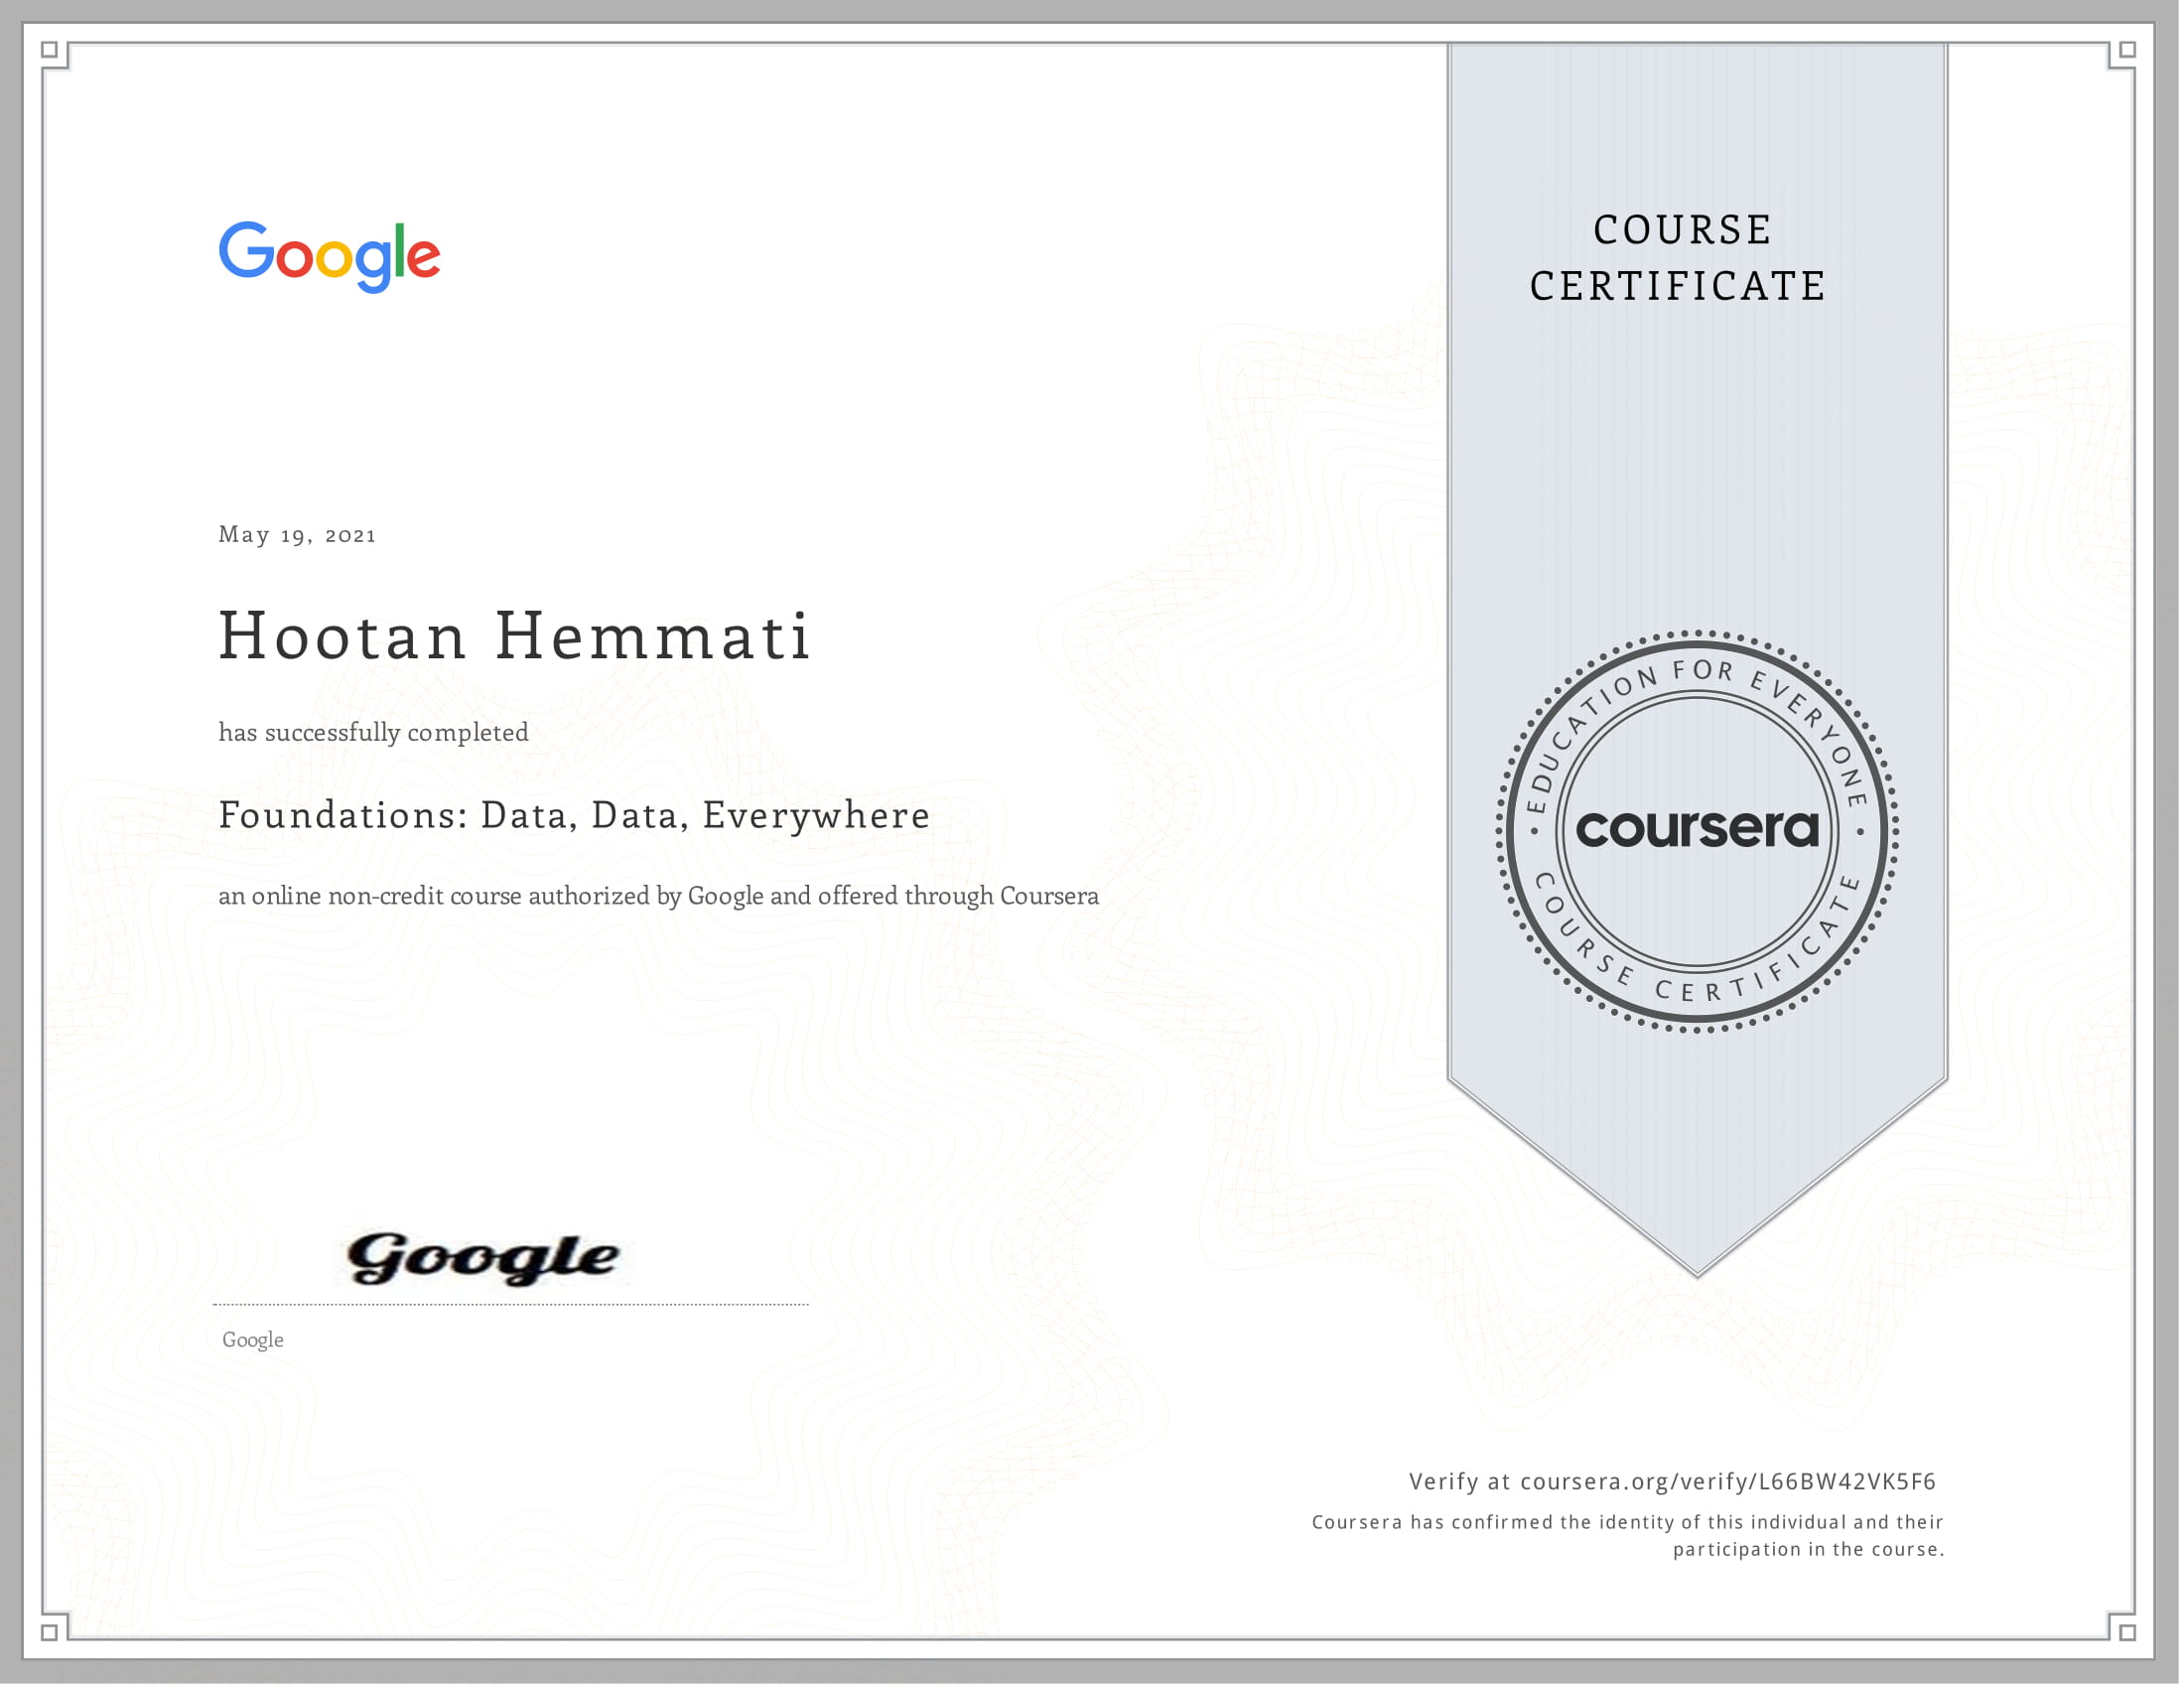 Google
COURSE
CERTIFICATE
May 19, 2021
Hootan Hemmati
has successfully completed
Foundations: Data, Data, Everywhere
an online non-credit course authorized by Google and offered through Coursera
EDUCATION FOR EVERYONE
coursera
COURSE CERTIFICATE
Google
Google
Verify at coursera.org/verify/L66BW42VK5F6
Coursera has confirmed the identity of this individual and their
participation in the course.